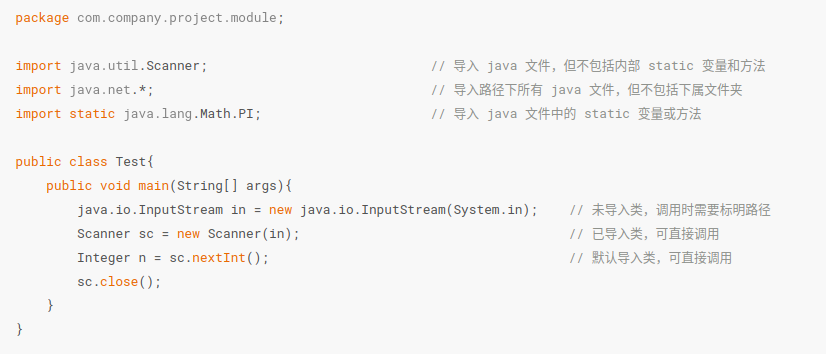 package com.company.project.module;

import java.util.Scanner;                             // 导入 java 文件，但不包括内部 static 变量和方法
import java.net.*;                                    // 导入路径下所有 java 文件，但不包括下属文件夹
import static java.lang.Math.PI;                      // 导入 java 文件中的 static 变量或方法

public class Test{
    public void main(String[] args){
        java.io.InputStream in = new java.io.InputStream(System.in);    // 未导入类，调用时需要标明路径
        Scanner sc = new Scanner(in);                                   // 已导入类，可直接调用
        Integer n = sc.nextInt();                                       // 默认导入类，可直接调用
        sc.close();
    }
}